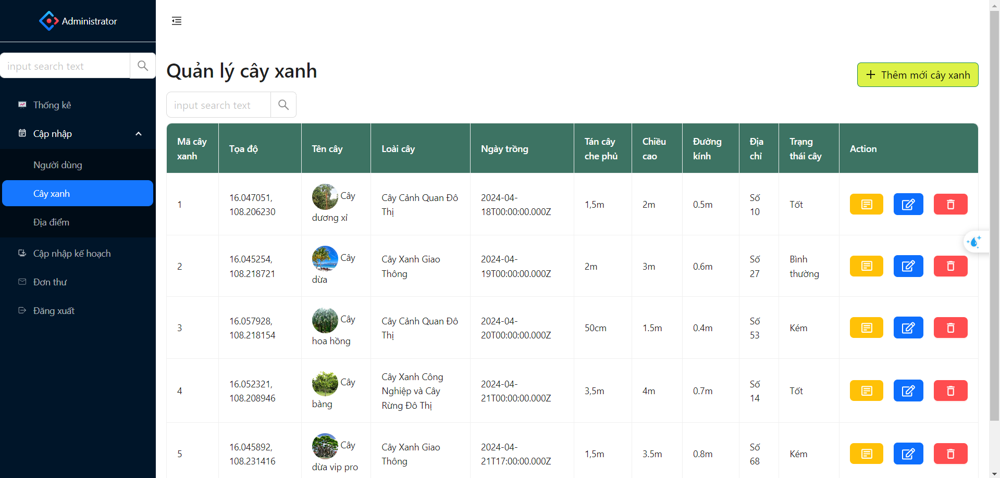 Administrator
input search text
Thống kê
Cập nhập
Người dùng
Cây xanh
Địa điểm
Cập nhập kế hoạch
Đơn thư
Đăng xuất
Quản lý cây xanh
Thêm mới cây xanh
input search text
Mã cây
xanh
Tọa độ
Tên cây
Loài cây
Ngày trồng
Tán cây
che phủ
Chiều
cao
Đường
kính
Địa
chỉ
Trạng
thái cây
Action
1
16.047051,
108.206230
Cây
dương xỉ
Cây Cảnh Quan Đô
Thị
2024-04-
18T00:00:00.000Z
1,5m
2m
0.5m
Số
10
Tốt
2
16.045254,
108.218721
Cây
dừa
Cây Xanh Giao
Thông
2024-04-
19T00:00:00.000Z
2m
3m
0.6m
Số
27
Bình
thường
3
16.057928,
108.218154
Cây
hoa hồng
Cây Cảnh Quan Đô
Thị
2024-04-
20T00:00:00.000Z
50cm
1.5m
0.4m
Số
53
Kém
4
16.052321,
108.208946
Cây
bàng
Cây Xanh Công
Nghiệp và Cây
Rừng Đô Thị
2024-04-
21T00:00:00.000Z
3,5m
4m
0.7m
Số
14
Tốt
5
16.045892,
108.231416
Cây
dừa vip pro
Cây Xanh Giao
Thông
2024-04-
21T17:00:00.000Z
1,5m
3.5m
0.8m
Số
68
Kém